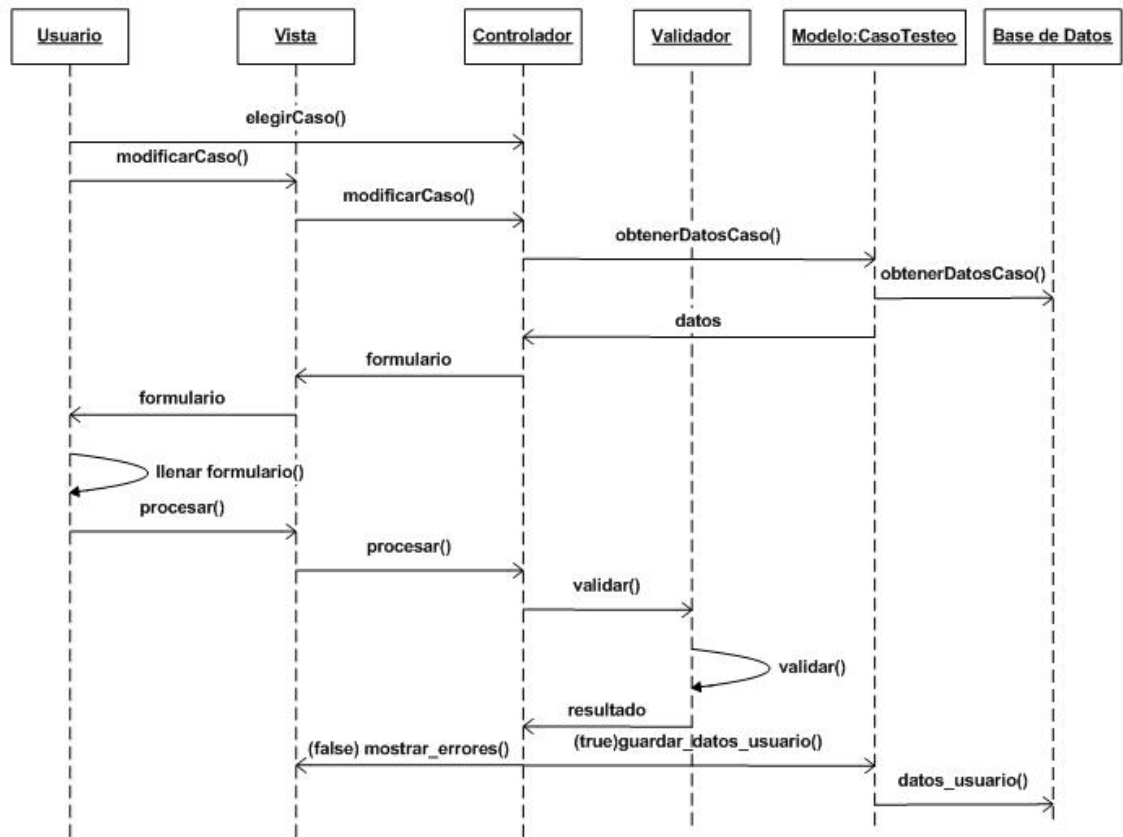 Usuario
Vista
Controlador
Validador
Modelo:CasoTesteo
Base de Datos
elegirCaso()
modificarCaso()
modificarCaso()
obtenerDatosCaso()
obtenerDatosCaso()
datos
formulario
formulario
llenar formulario()
procesar()
procesar()
validar()
validar()
resultado
(false) mostrar_errores()
(true)guardar_datos_usuario()
datos_usuario()